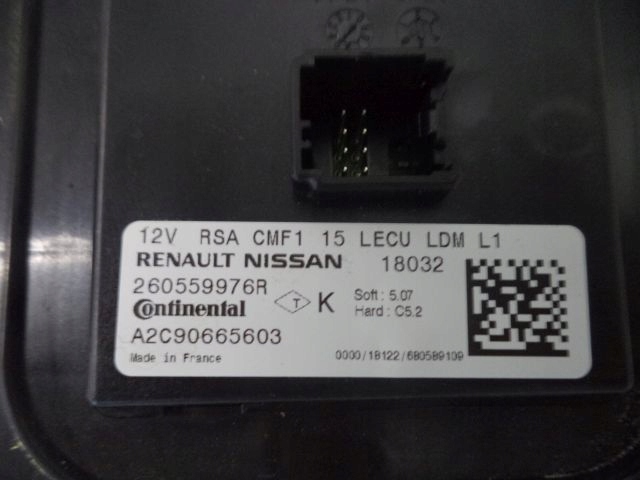 12V RSA CMF1 15 LECU LDM L1
RENAULT NISSAN 18032
260559976R
Continental T K Soft : 5.07
Hard : C5.2
A2C90665603
Made in France 0000/18122/680589109